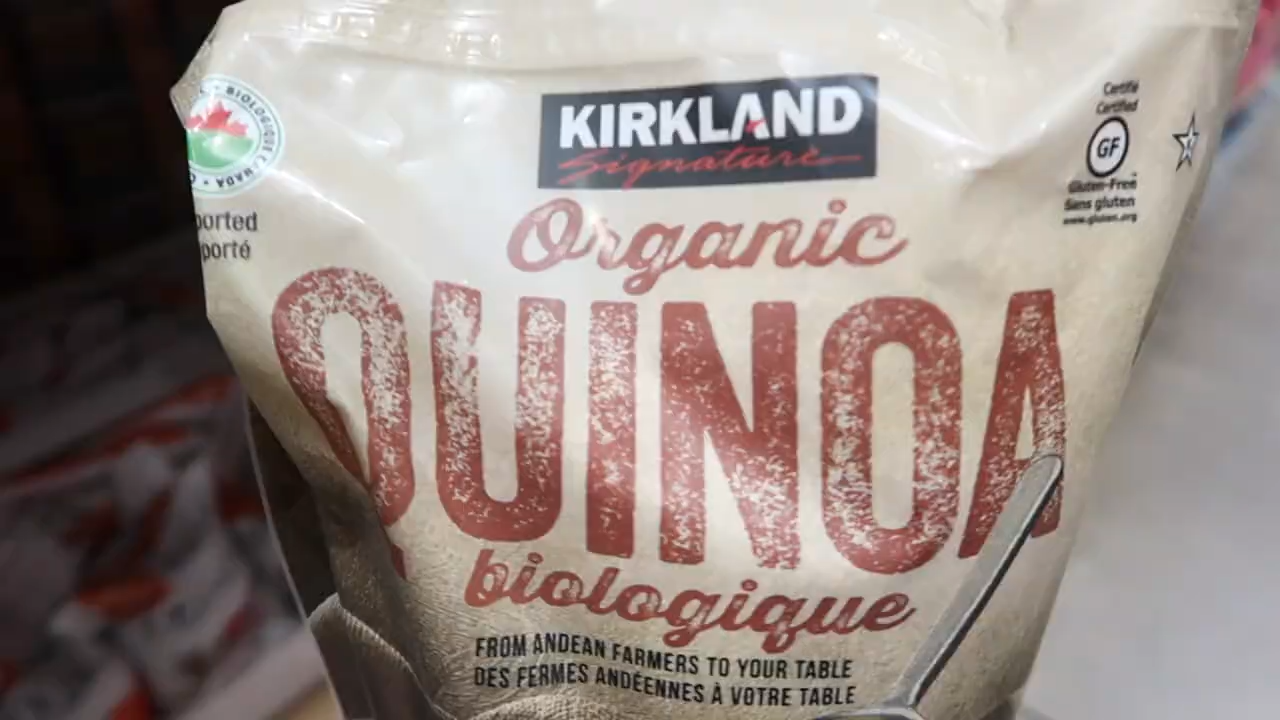 KIRKLAND
Signature
Organic
QUINOA
biologique
FROM ANDEAN FARMERS TO YOUR TABLE
DES FERMES ANDÉENNES À VOTRE TABLE
BIOLOGIQUE CANADA
ported
porté
Certifié
Certified
GF
Gluten-Free
Sans gluten
www.gluten.org
K